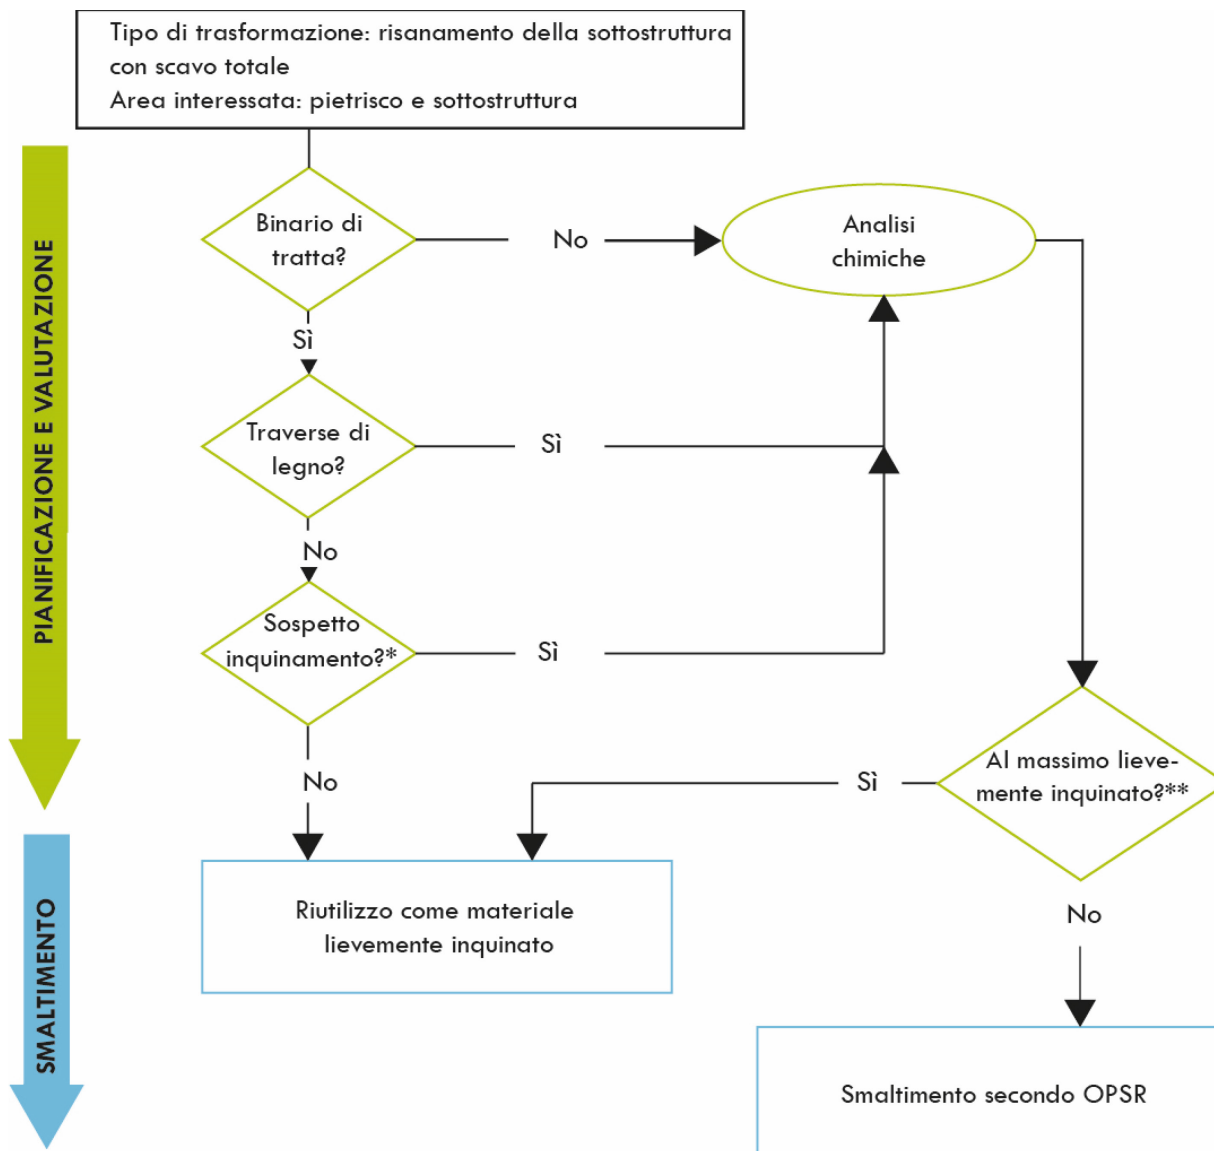 Tipo di trasformazione: risanamento della sottostruttura
con scavo totale
Area interessata: pietrisco e sottostruttura
PIANIFICAZIONE E VALUTAZIONE
Binario di
tratta?
No
Analisi
chimiche
Sì
Traverse di
legno?
Sì
No
Sospetto
inquinamento?*
Sì
No
Al massimo lieve-
mente inquinato?**
Sì
No
SMALTIMENTO
Riutilizzo come materiale
lievemente inquinato
Smaltimento secondo OPSR